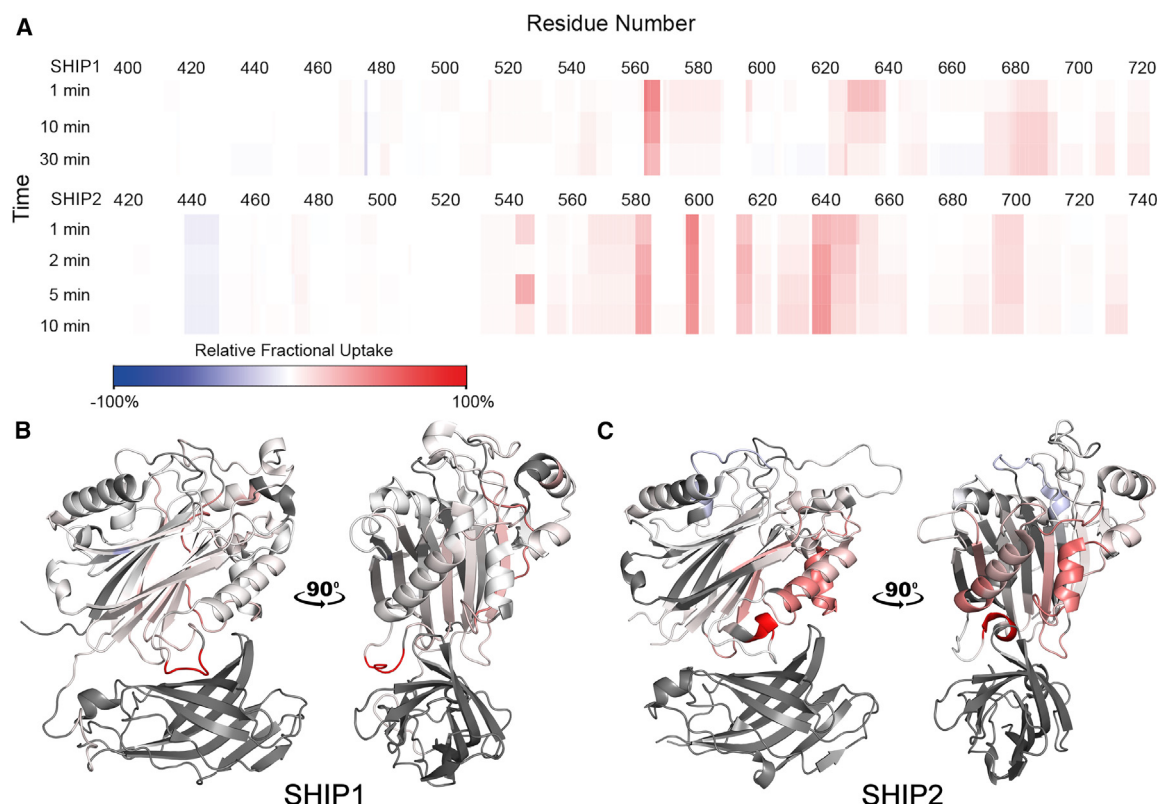 A
Residue Number
SHIP1 400 420 440 460 480 500 520 540 560 580 600 620 640 660 680 700 720
1 min
10 min
30 min
Time
SHIP2 420 440 460 480 500 520 540 560 580 600 620 640 660 680 700 720 740
1 min
2 min
5 min
10 min
Relative Fractional Uptake
-100% 100%
B
C
90⁰
90⁰
SHIP1
SHIP2